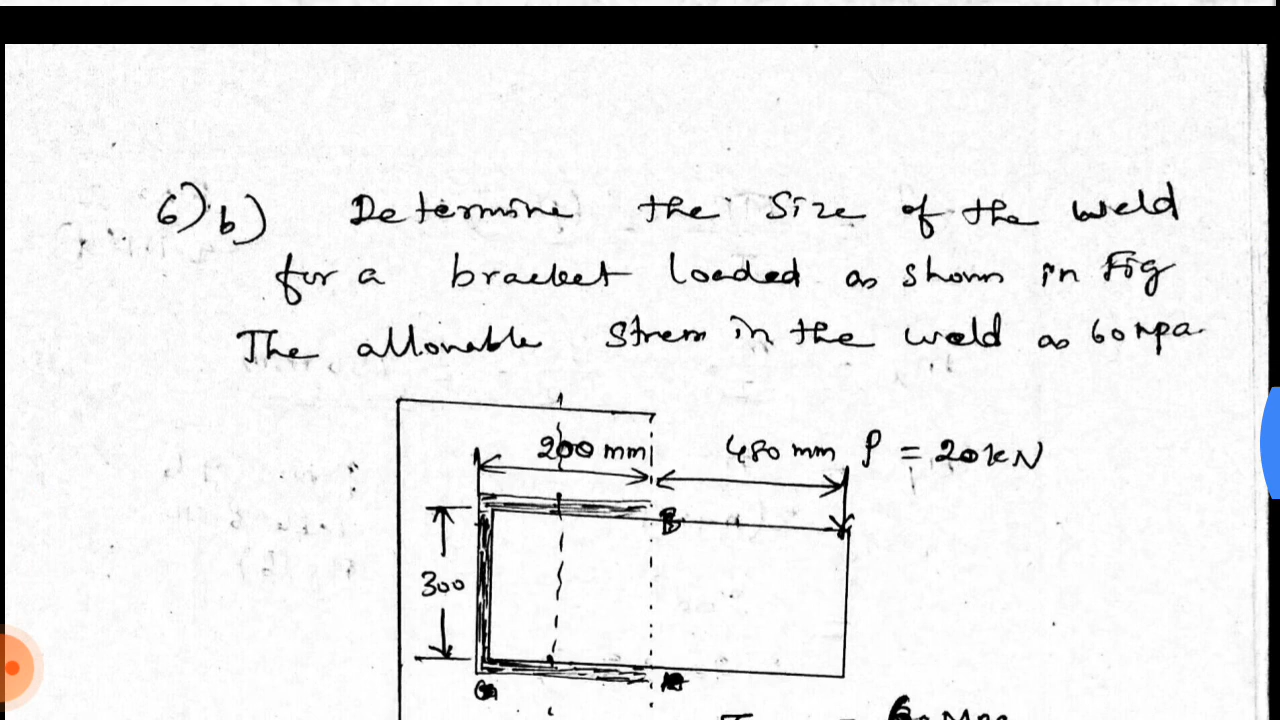 6) b) Determine the Size of the weld
for a bracket loaded as shown in Fig
The allowable stress in the weld as 60 Mpa.
200 mm 480 mm P = 20 kN
B
300